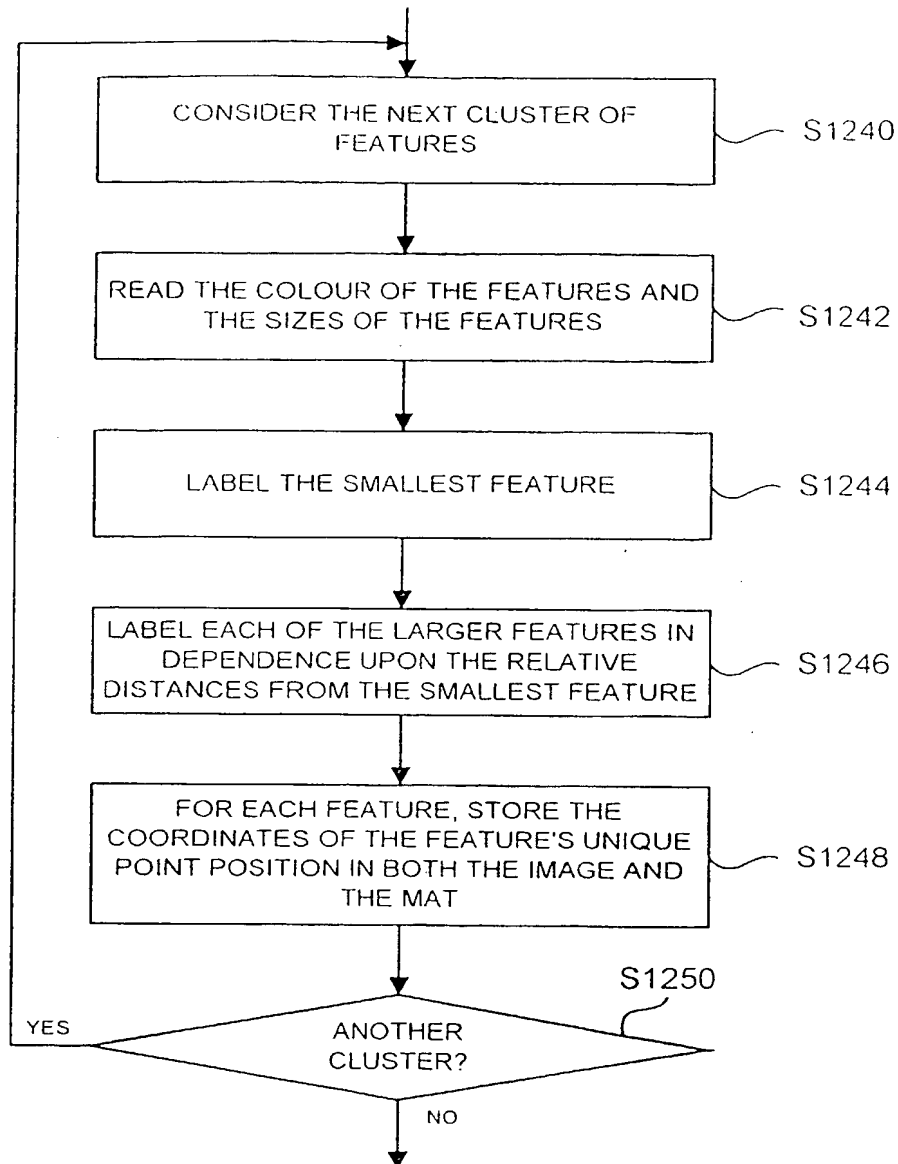 CONSIDER THE NEXT CLUSTER OF
FEATURES
S1240
READ THE COLOUR OF THE FEATURES AND
THE SIZES OF THE FEATURES
S1242
LABEL THE SMALLEST FEATURE
S1244
LABEL EACH OF THE LARGER FEATURES IN
DEPENDENCE UPON THE RELATIVE
DISTANCES FROM THE SMALLEST FEATURE
S1246
FOR EACH FEATURE, STORE THE
COORDINATES OF THE FEATURE'S UNIQUE
POINT POSITION IN BOTH THE IMAGE AND
THE MAT
S1248
S1250
YES
ANOTHER
CLUSTER?
NO